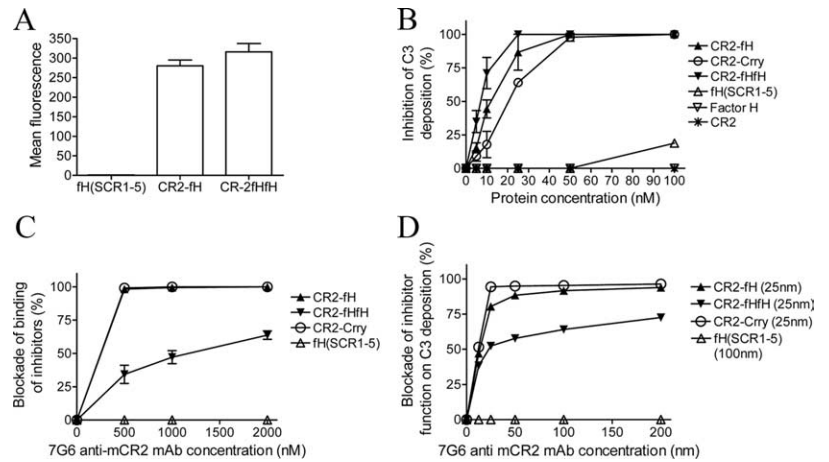 A
Mean fluorescence
350
300
250
200
150
100
50
0
fH(SCR1-5) CR2-fH CR-2fHfH
B
Inhibition of C3
deposition (%)
100
75
50
25
0
0 10 20 30 40 50 60 70 80 90 100
Protein concentration (nM)
CR2-fH
CR2-Crry
CR2-fHfH
fH(SCR1-5)
Factor H
CR2
C
Blockade of binding
of inhibitors (%)
100
75
50
25
0
0 500 1000 1500 2000
7G6 anti-mCR2 mAb concentration (nM)
CR2-fH
CR2-fHfH
CR2-Crry
fH(SCR1-5)
D
Blockade of inhibitor
function on C3 deposition (%)
100
75
50
25
0
0 50 100 150 200
7G6 anti mCR2 mAb concentration (nm)
CR2-fH (25nm)
CR2-fHfH (25nm)
CR2-Crry (25nm)
fH(SCR1-5)
(100nm)